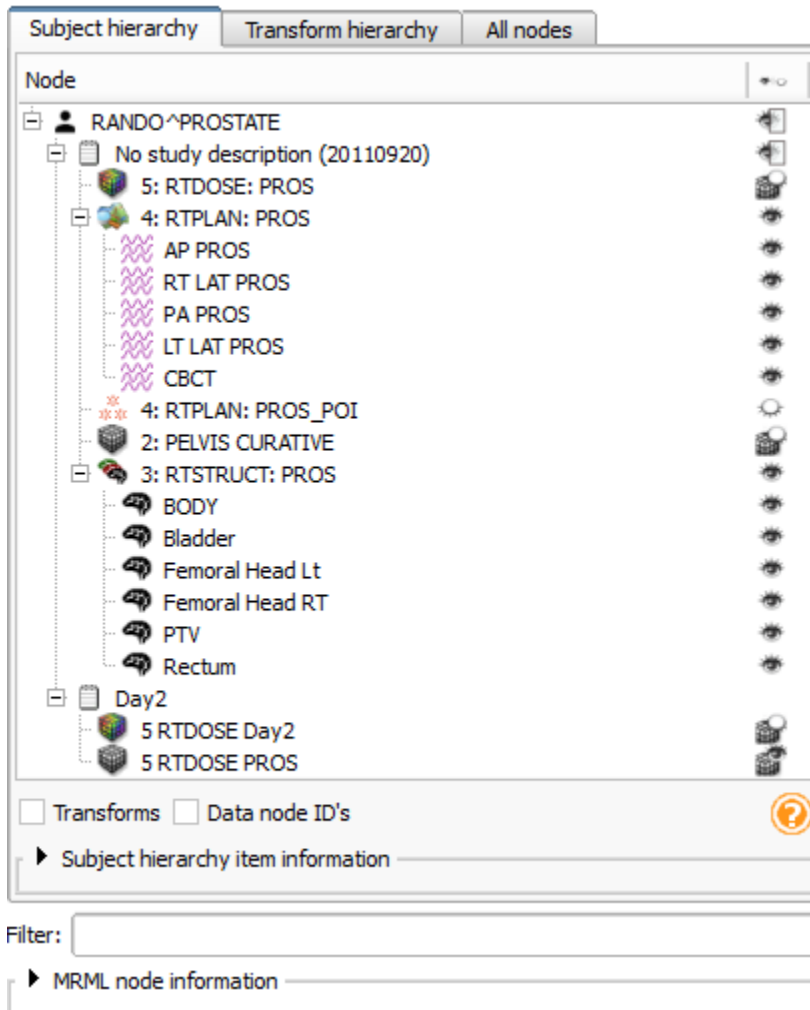 Subject hierarchy Transform hierarchy All nodes
Node
RANDO^PROSTATE
No study description (20110920)
5: RTDOSE: PROS
4: RTPLAN: PROS
AP PROS
RT LAT PROS
PA PROS
LT LAT PROS
CBCT
4: RTPLAN: PROS_POI
2: PELVIS CURATIVE
3: RTSTRUCT: PROS
BODY
Bladder
Femoral Head Lt
Femoral Head RT
PTV
Rectum
Day2
5 RTDOSE Day2
5 RTDOSE PROS
Transforms Data node ID's
Subject hierarchy item information
Filter:
MRML node information